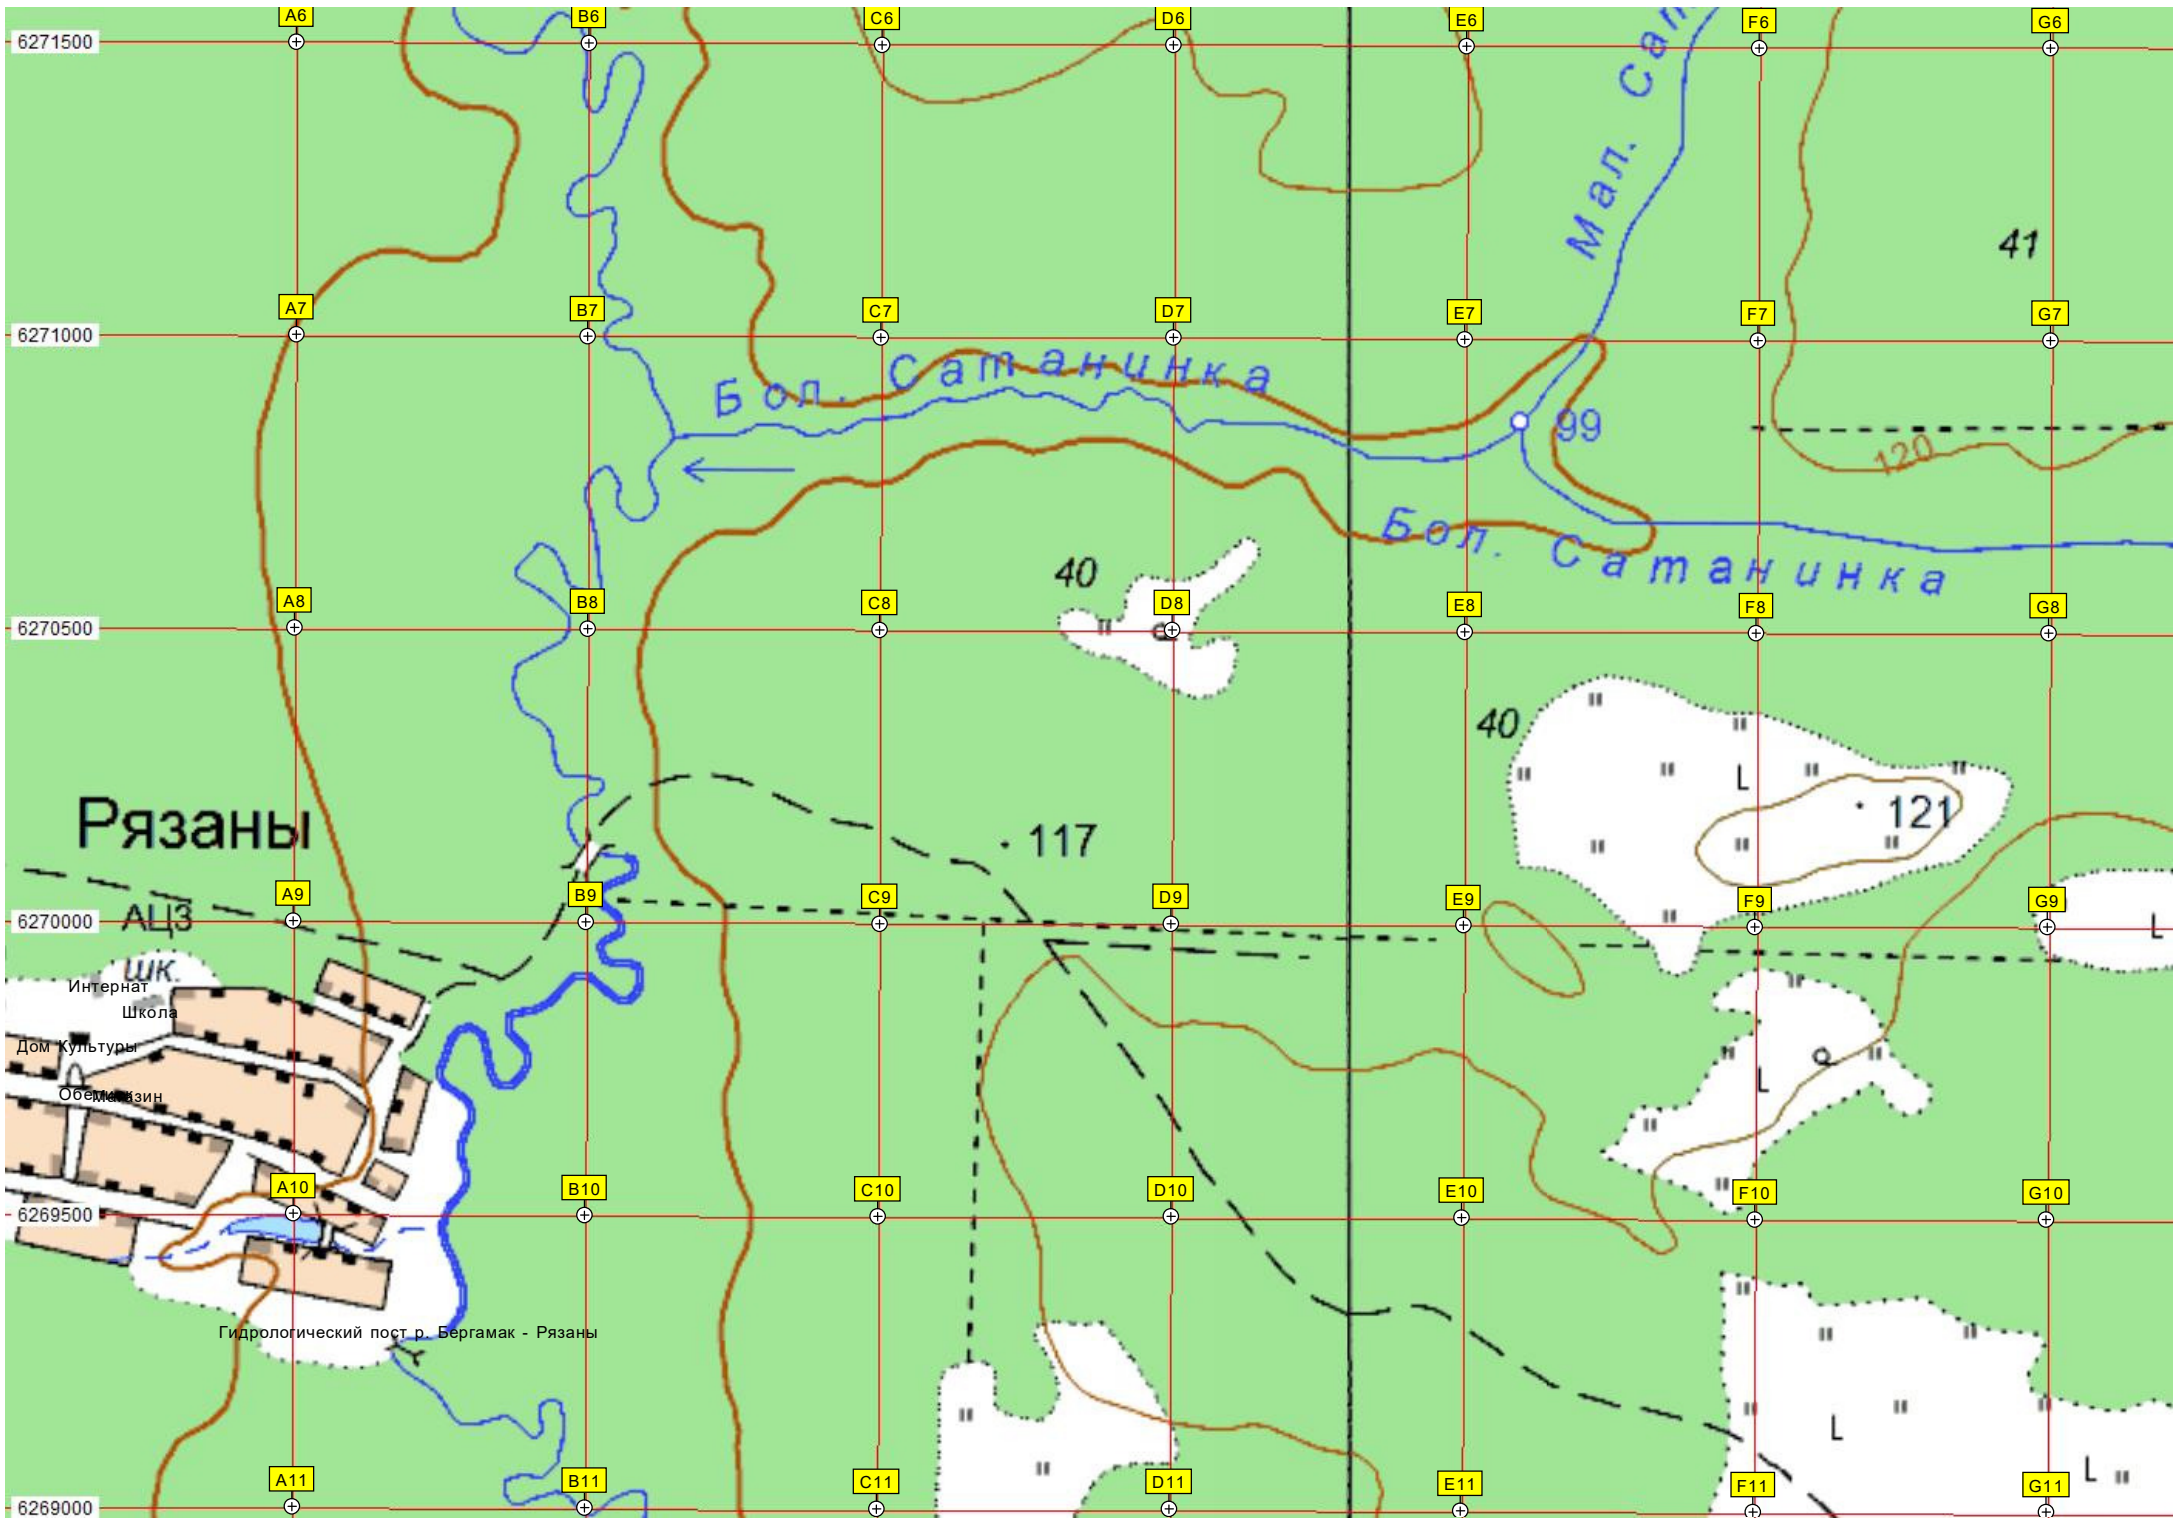 A6 B6 C6 D6 E6 F6 G6
6271500
Мал. Сат
41
A7 B7 C7 D7 E7 F7 G7
6271000
Бол. Сатанинка
99
120
Бол. Сатанинка
40
A8 B8 C8 D8 E8 F8 G8
6270500
40
L
121
Рязаны
117
A9 B9 C9 D9 E9 F9 G9
6270000
АЦЗ
L
шк.
Интернат
Школа
Дом Культуры
L
Магазин
A10 B10 C10 D10 E10 F10 G10
6269500
Гидрологический пост р. Бергамак - Рязаны
L
L
A11 B11 C11 D11 E11 F11 G11
6269000